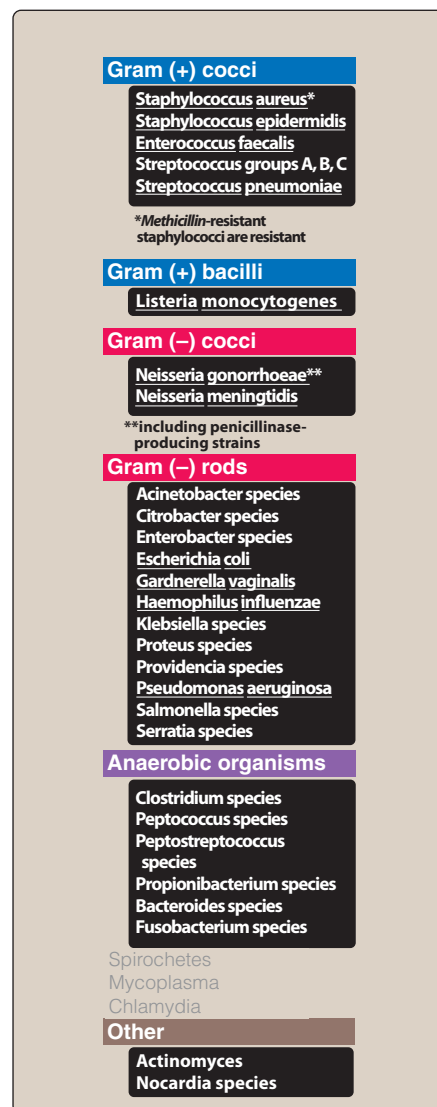 Gram (+) cocci
Staphylococcus aureus*
Staphylococcus epidermidis
Enterococcus faecalis
Streptococcus groups A, B, C
Streptococcus pneumoniae
*Methicillin-resistant
staphylococci are resistant
Gram (+) bacilli
Listeria monocytogenes
Gram (–) cocci
Neisseria gonorrhoeae**
Neisseria meningtidis
**including penicillinase-
producing strains
Gram (–) rods
Acinetobacter species
Citrobacter species
Enterobacter species
Escherichia coli
Gardnerella vaginalis
Haemophilus influenzae
Klebsiella species
Proteus species
Providencia species
Pseudomonas aeruginosa
Salmonella species
Serratia species
Anaerobic organisms
Clostridium species
Peptococcus species
Peptostreptococcus
species
Propionibacterium species
Bacteroides species
Fusobacterium species
Spirochetes
Mycoplasma
Chlamydia
Other
Actinomyces
Nocardia species